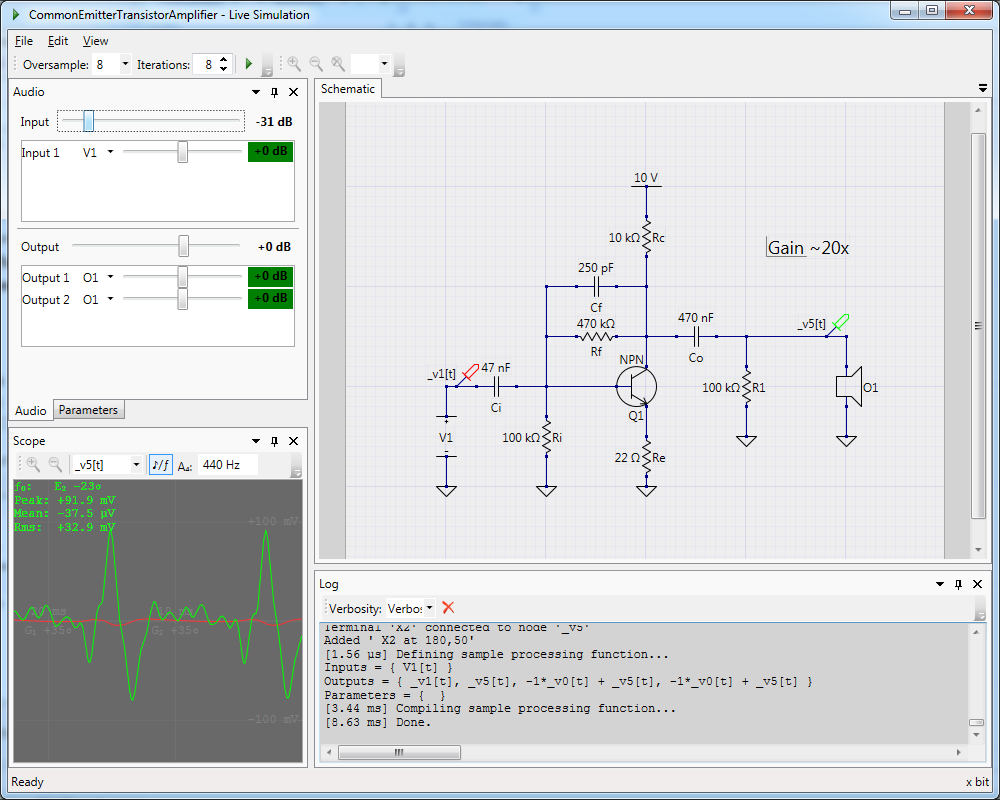 CommonEmitterTransistorAmplifier - Live Simulation
File Edit View
Oversample: 8 Iterations: 8
Audio
Input -31 dB
Input 1 V1 +0 dB
Output +0 dB
Output 1 O1 +0 dB
Output 2 O1 +0 dB
Audio Parameters
Scope
_v5[t] ♪/f A₄: 440 Hz
f₀: E₂ -23¢
Peak: +91.9 mV
Mean: -37.5 µV
Rms: +32.9 mV
+100 mV
-100 mV
Schematic
10 V
10 kΩ Rc
Gain ~20x
250 pF
Cf
470 kΩ
Rf
470 nF
Co
_v5[t]
NPN
Q1
_v1[t]
47 nF
Ci
100 kΩ R1
O1
V1
+
-
100 kΩ Ri
22 Ω Re
Log
Verbosity: Verbos
Terminal 'X2' connected to node '_v5'
Added ' X2 at 180,50'
[1.56 µs] Defining sample processing function...
Inputs = { V1[t] }
Outputs = { _v1[t], _v5[t], -1*_v0[t] + _v5[t], -1*_v0[t] + _v5[t] }
Parameters = { }
[3.44 ms] Compiling sample processing function...
[8.63 ms] Done.
Ready x bit